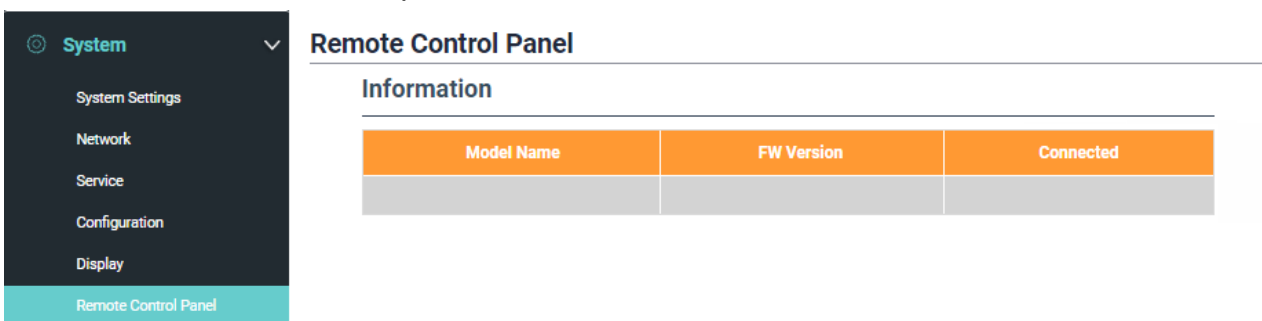 System
System Settings
Network
Service
Configuration
Display
Remote Control Panel
Remote Control Panel
Information
Model Name FW Version Connected